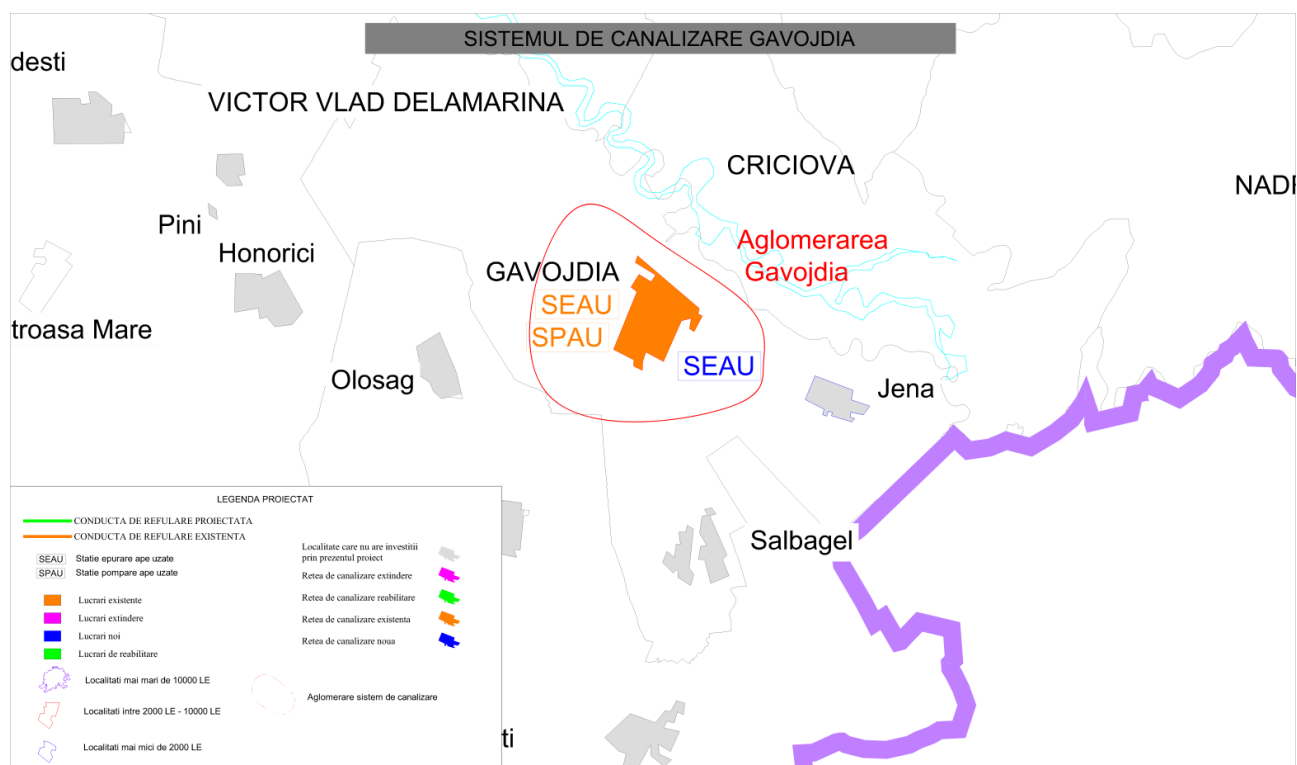 SISTEMUL DE CANALIZARE GAVOJDIA
desti
VICTOR VLAD DELAMARINA
CRICIOVA
NADR
Pini
Honorici
Aglomerarea
Gavojdia
GAVOJDIA
SEAU
SPAU
SEAU
troasa Mare
Olosag
Jena
Salbagel
ti
LEGENDA PROIECTAT
CONDUCTA DE REFULARE PROIECTATA
CONDUCTA DE REFULARE EXISTENTA
SEAU Statie epurare ape uzate
SPAU Statie pompare ape uzate
Lucrari existente
Lucrari extindere
Lucrari noi
Lucrari de reabilitare
Localitati mai mari de 10000 LE
Localitati intre 2000 LE - 10000 LE
Localitati mai mici de 2000 LE
Localitate care nu are investitii
prin prezentul proiect
Retea de canalizare extindere
Retea de canalizare reabilitare
Retea de canalizare existenta
Retea de canalizare noua
Aglomerare sistem de canalizare